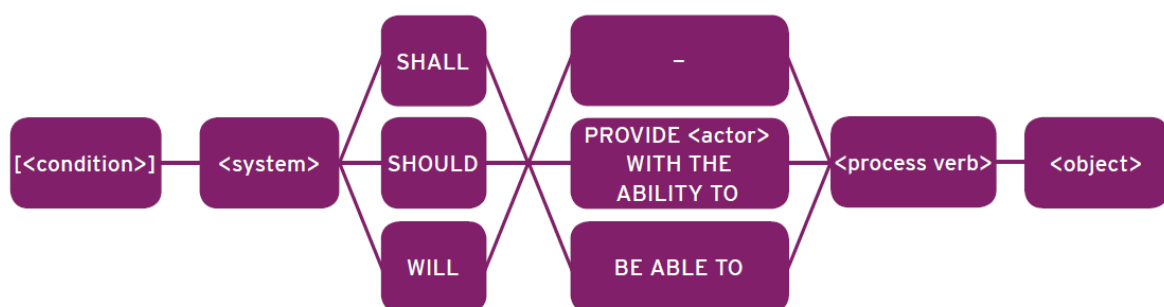 [<condition>]
<system>
SHALL
SHOULD
WILL
–
PROVIDE <actor>
WITH THE
ABILITY TO
BE ABLE TO
<process verb>
<object>